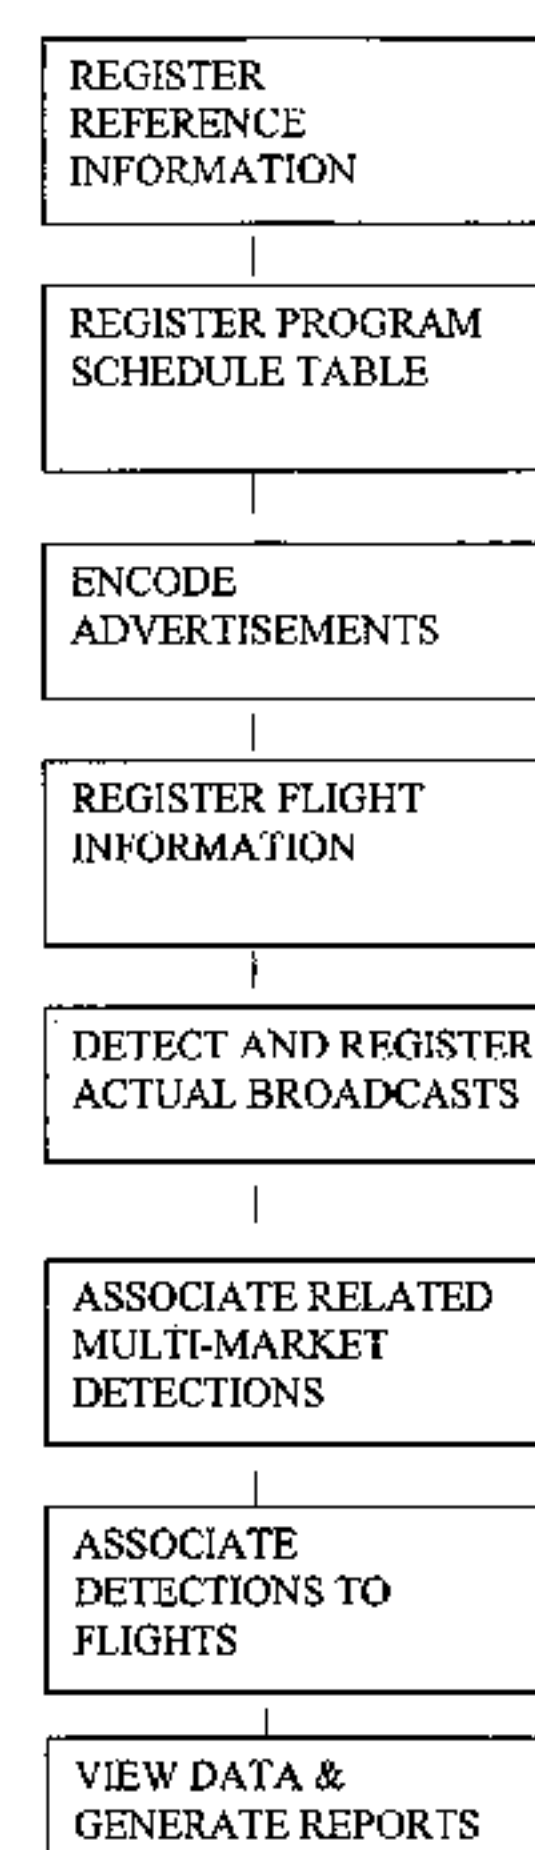 REGISTER
REFERENCE
INFORMATION
REGISTER PROGRAM
SCHEDULE TABLE
ENCODE
ADVERTISEMENTS
REGISTER FLIGHT
INFORMATION
DETECT AND REGISTER
ACTUAL BROADCASTS
ASSOCIATE RELATED
MULTI-MARKET
DETECTIONS
ASSOCIATE
DETECTIONS TO
FLIGHTS
VIEW DATA &
GENERATE REPORTS